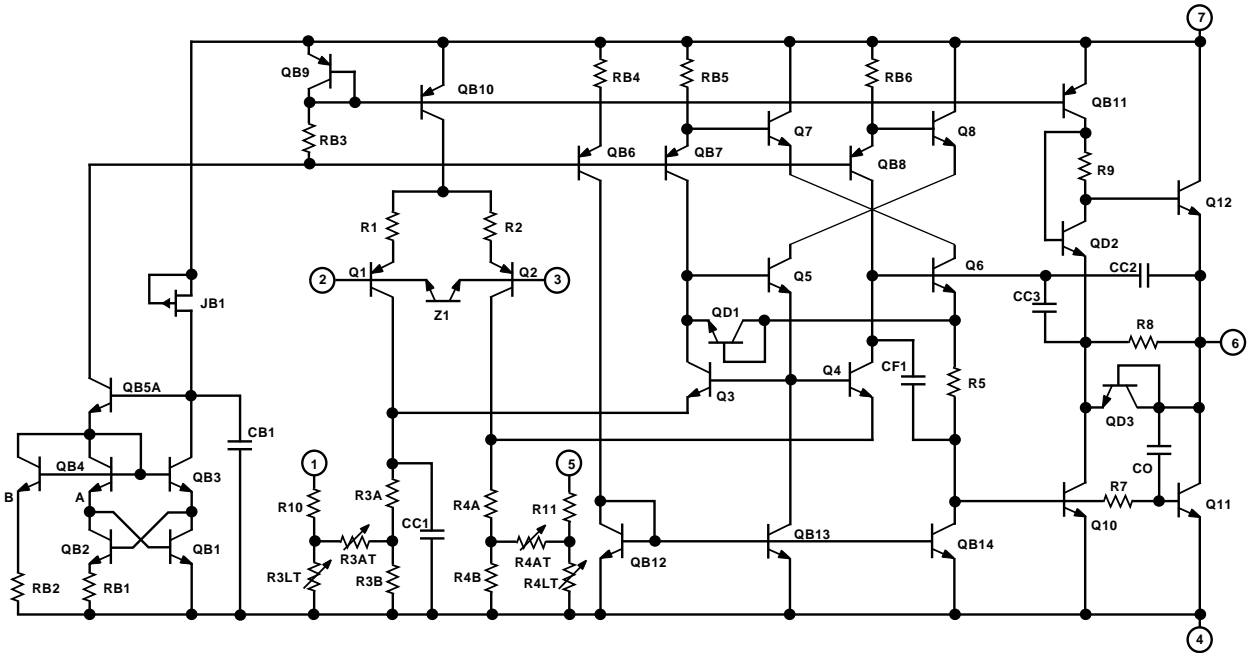 7
QB9
QB10
RB4
RB5
RB6
QB11
RB3
QB6
QB7
Q7
QB8
Q8
R9
Q12
R1
R2
QD2
2
Q1
Q2
3
Z1
Q5
Q6
CC2
JB1
CC3
QD1
R8
6
QB5A
Q3
Q4
CF1
R5
QD3
CB1
QB4
QB3
B
A
1
5
R10
R3A
CC1
R4A
R11
CO
R7
Q10
Q11
QB2
QB1
R3AT
R4AT
QB12
QB13
QB14
RB2
RB1
R3LT
R3B
R4B
R4LT
4